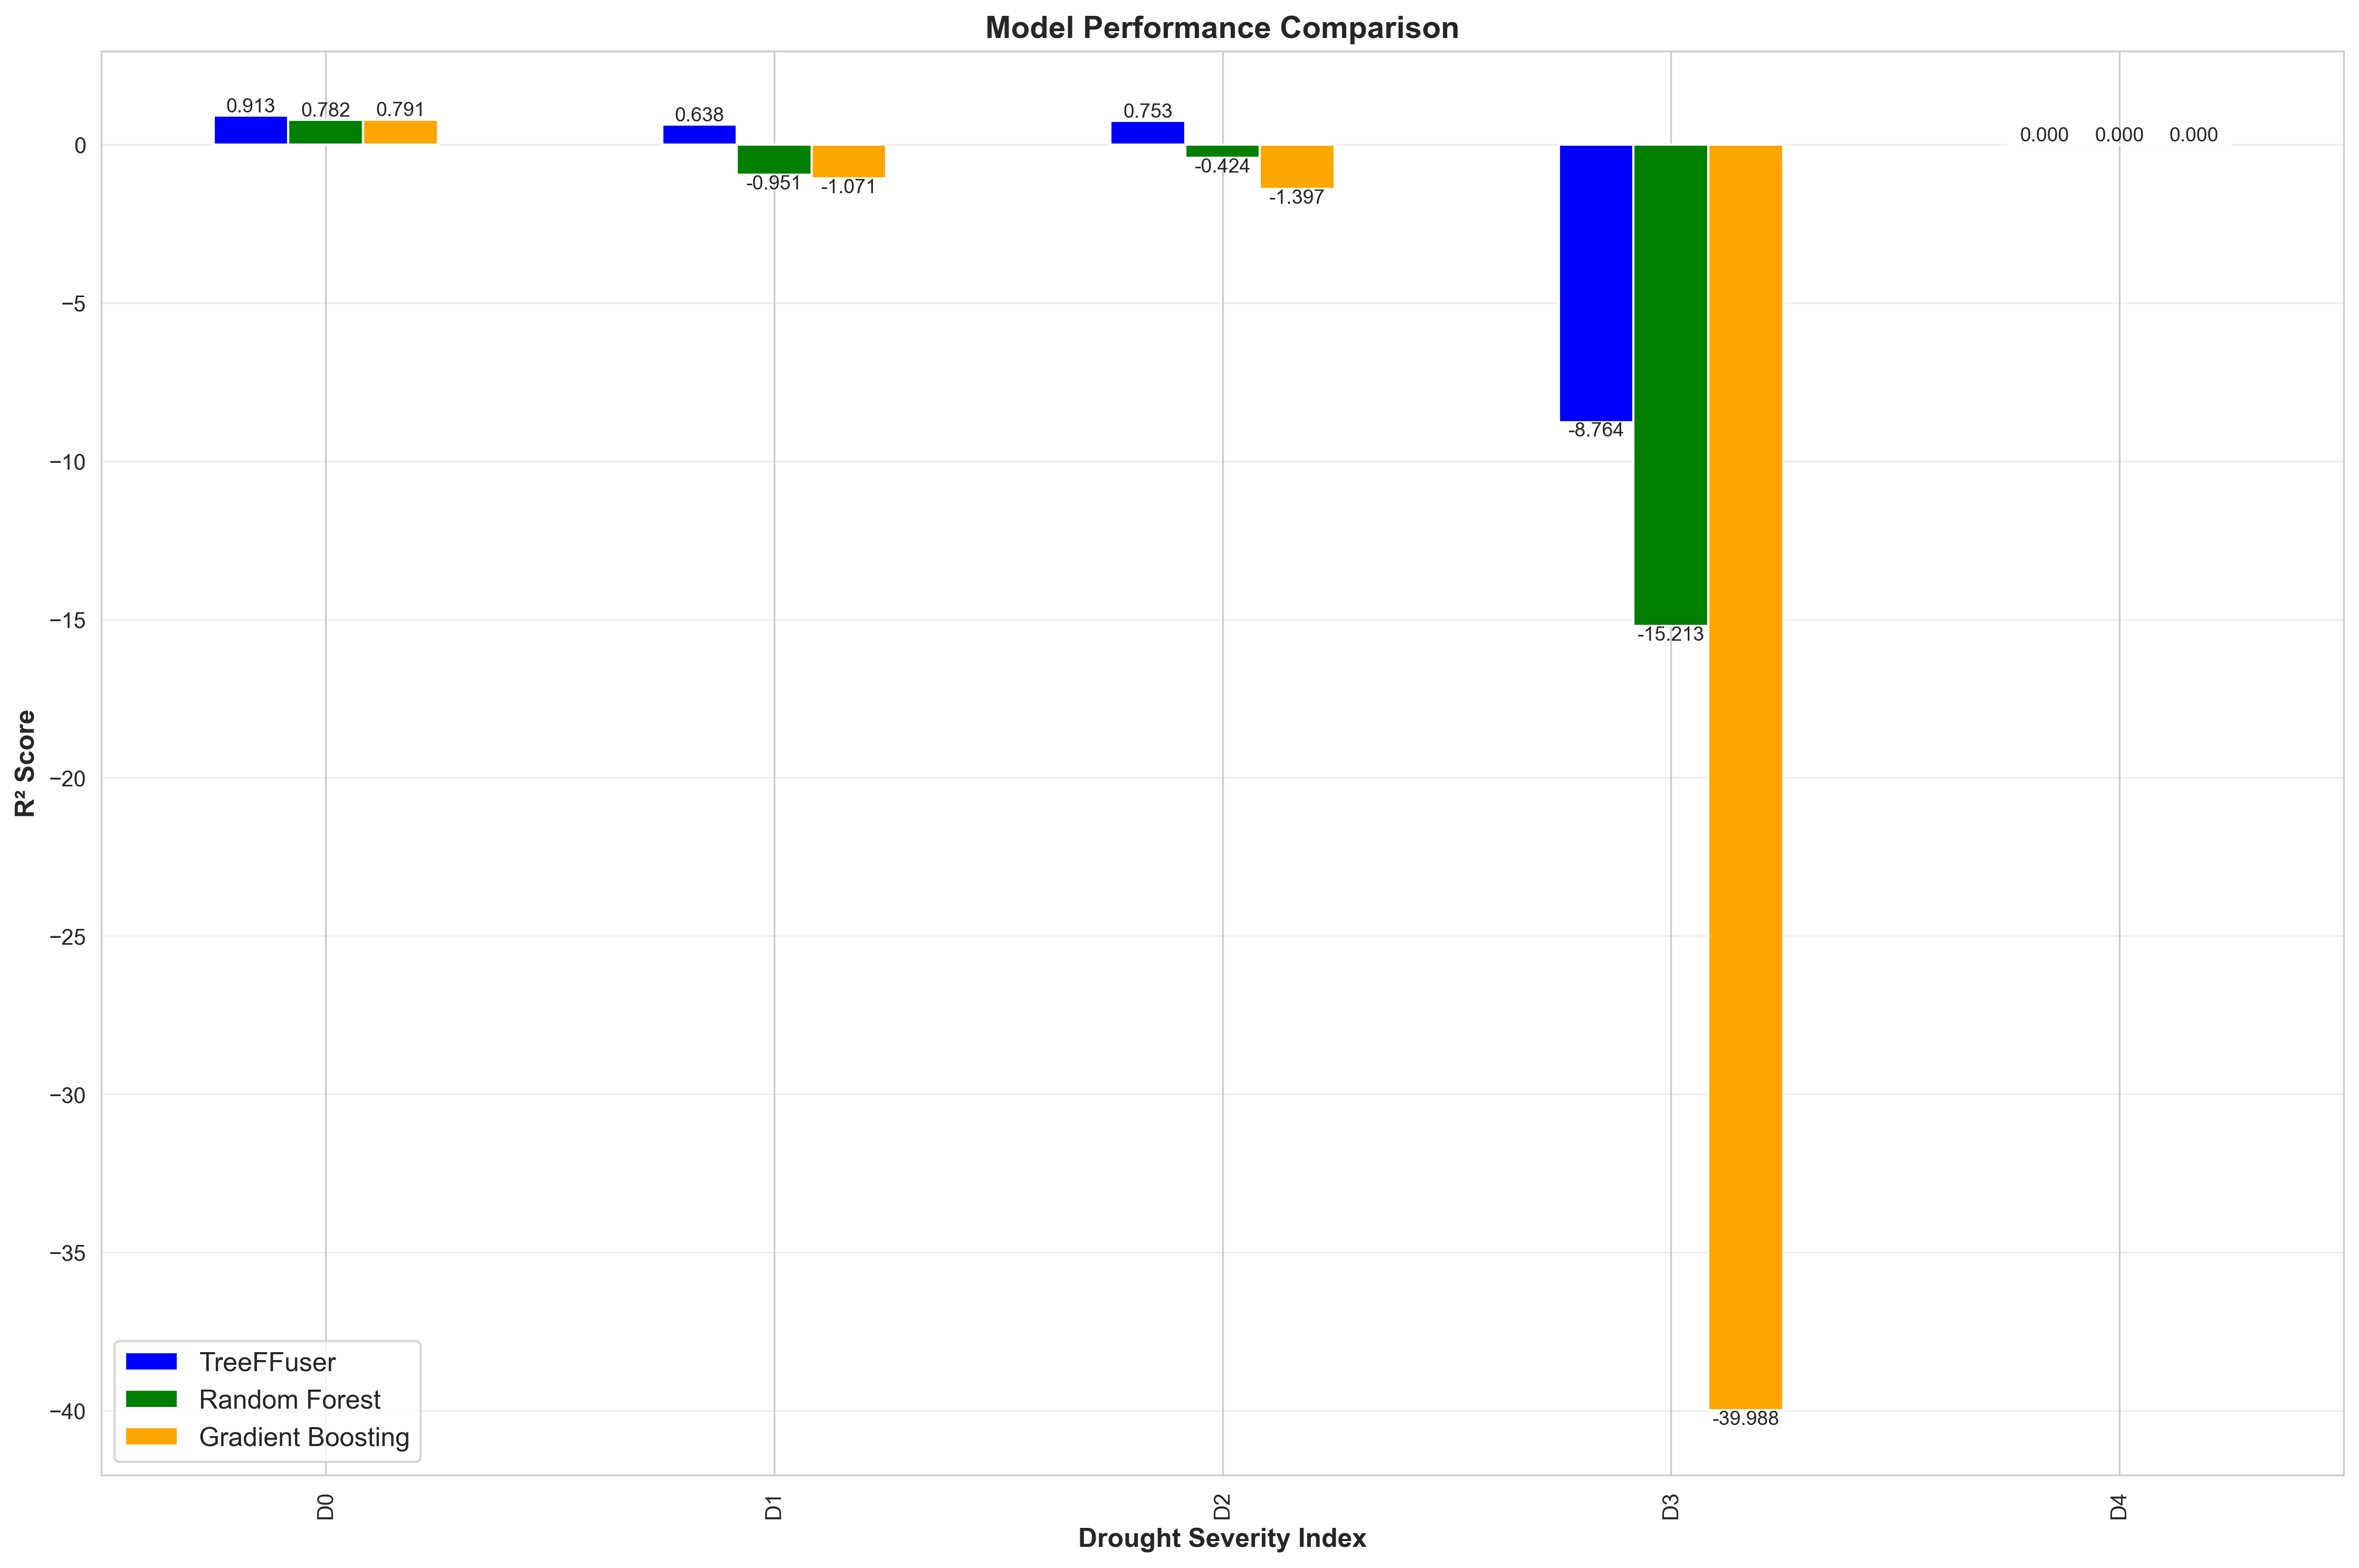 Model Performance Comparison
R² Score
0
−5
−10
−15
−20
−25
−30
−35
−40
0.913
0.782
0.791
0.638
-0.951
-1.071
0.753
-0.424
-1.397
-8.764
-15.213
-39.988
0.000
0.000
0.000
TreeFFuser
Random Forest
Gradient Boosting
D0
D1
D2
D3
D4
Drought Severity Index